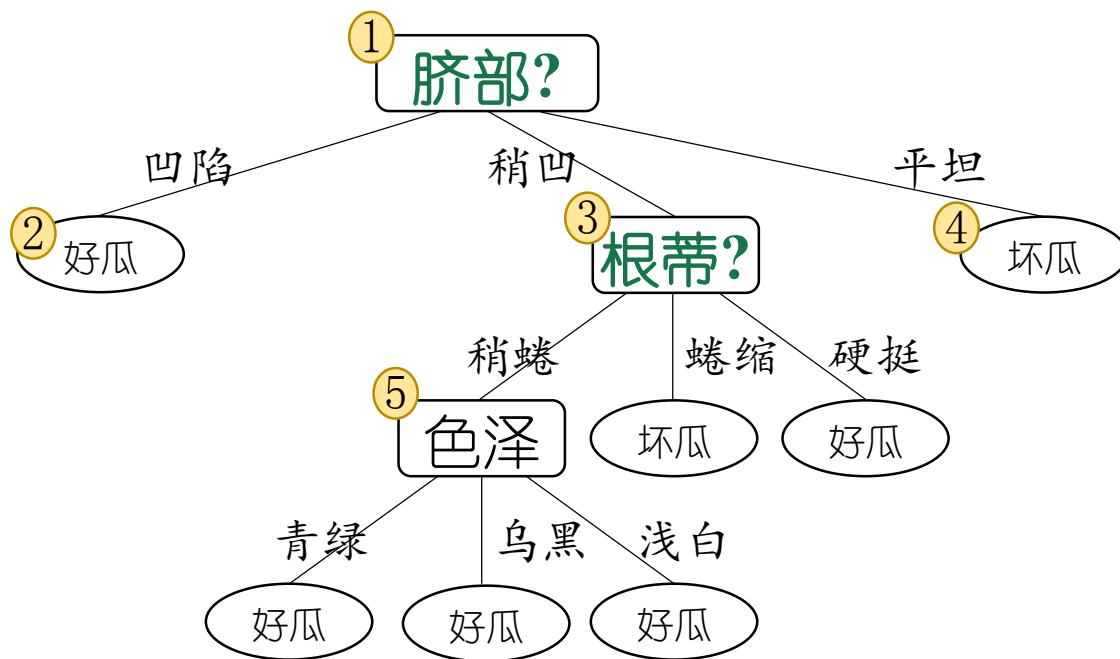 ①
脐部?
凹陷
稍凹
平坦
②
好瓜
③
根蒂?
④
坏瓜
稍蜷
蜷缩
硬挺
⑤
色泽
坏瓜
好瓜
青绿
乌黑
浅白
好瓜
好瓜
好瓜